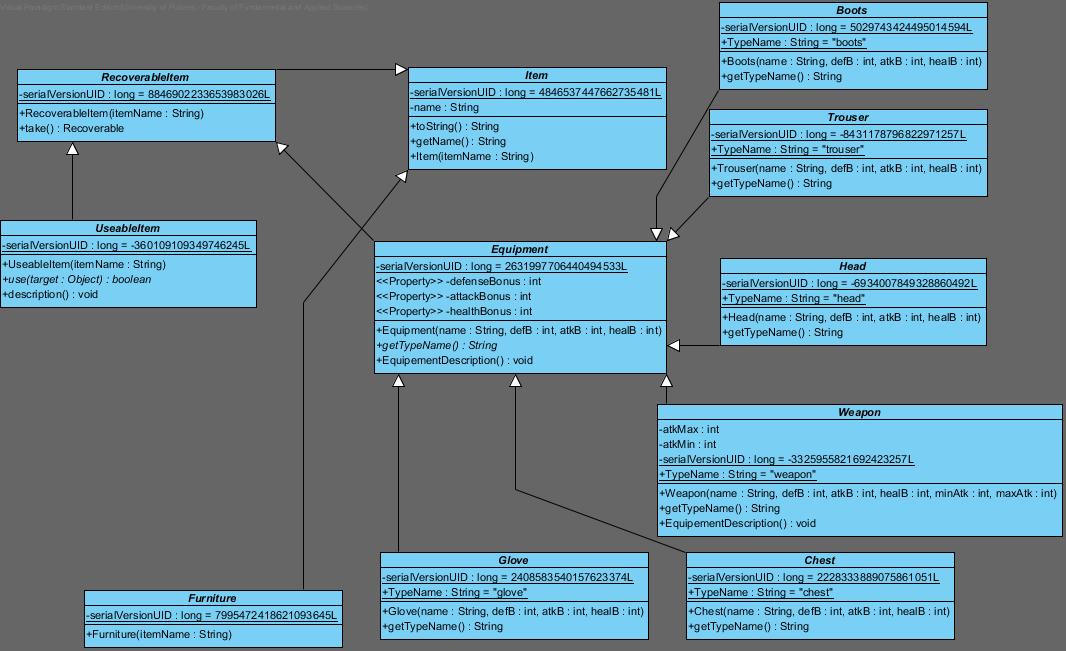 Visual Paradigm Standard Edition(University of Poitiers - Faculty of Fundamental and Applied Sciences)
Boots
-serialVersionUID : long = 5029743424495014594L
+TypeName : String = "boots"
+Boots(name : String, defB : int, atkB : int, healB : int)
+getTypeName() : String
RecoverableItem
-serialVersionUID : long = 8846902233653983026L
+RecoverableItem(itemName : String)
+take() : Recoverable
Item
-serialVersionUID : long = 4846537447662735481L
-name : String
+toString() : String
+getName() : String
+Item(itemName : String)
Trouser
-serialVersionUID : long = -8431178796822971257L
+TypeName : String = "trouser"
+Trouser(name : String, defB : int, atkB : int, healB : int)
+getTypeName() : String
UseableItem
-serialVersionUID : long = -360109109349746245L
+UseableItem(itemName : String)
+use(target : Object) : boolean
+description() : void
Equipment
-serialVersionUID : long = 2631997706440494533L
<<Property>> -defenseBonus : int
<<Property>> -attackBonus : int
<<Property>> -healthBonus : int
+Equipment(name : String, defB : int, atkB : int, healB : int)
+getTypeName() : String
+EquipementDescription() : void
Head
-serialVersionUID : long = -6934007849328860492L
+TypeName : String = "head"
+Head(name : String, defB : int, atkB : int, healB : int)
+getTypeName() : String
Weapon
-atkMax : int
-atkMin : int
-serialVersionUID : long = -3325955821692423257L
+TypeName : String = "weapon"
+Weapon(name : String, defB : int, atkB : int, healB : int, minAtk : int, maxAtk : int)
+getTypeName() : String
+EquipementDescription() : void
Glove
-serialVersionUID : long = 2408583540157623374L
+TypeName : String = "glove"
+Glove(name : String, defB : int, atkB : int, healB : int)
+getTypeName() : String
Chest
-serialVersionUID : long = 2228333889075861051L
+TypeName : String = "chest"
+Chest(name : String, defB : int, atkB : int, healB : int)
+getTypeName() : String
Furniture
-serialVersionUID : long = 7995472418621093645L
+Furniture(itemName : String)